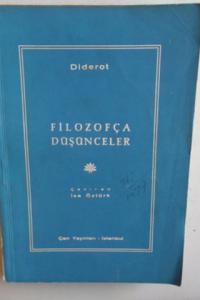 Diderot
FİLOZOFÇA
DÜŞÜNCELER
Çeviren
İsa Öztürk
Çan Yayınları - İstanbul